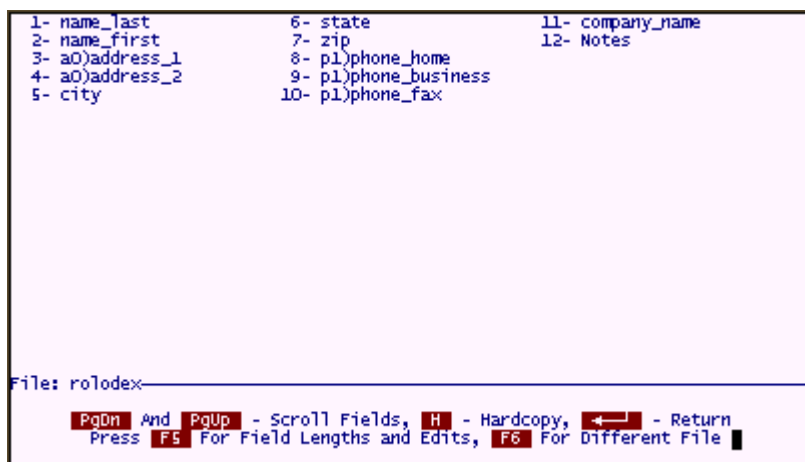 1- name_last 6- state 11- company_name
2- name_first 7- zip 12- Notes
3- a0)address_1 8- p1)phone_home
4- a0)address_2 9- p1)phone_business
5- city 10- p1)phone_fax
File: rolodex
PgDn And PgUp - Scroll Fields, H - Hardcopy, ◄─┘ - Return
Press F5 For Field Lengths and Edits, F6 For Different File